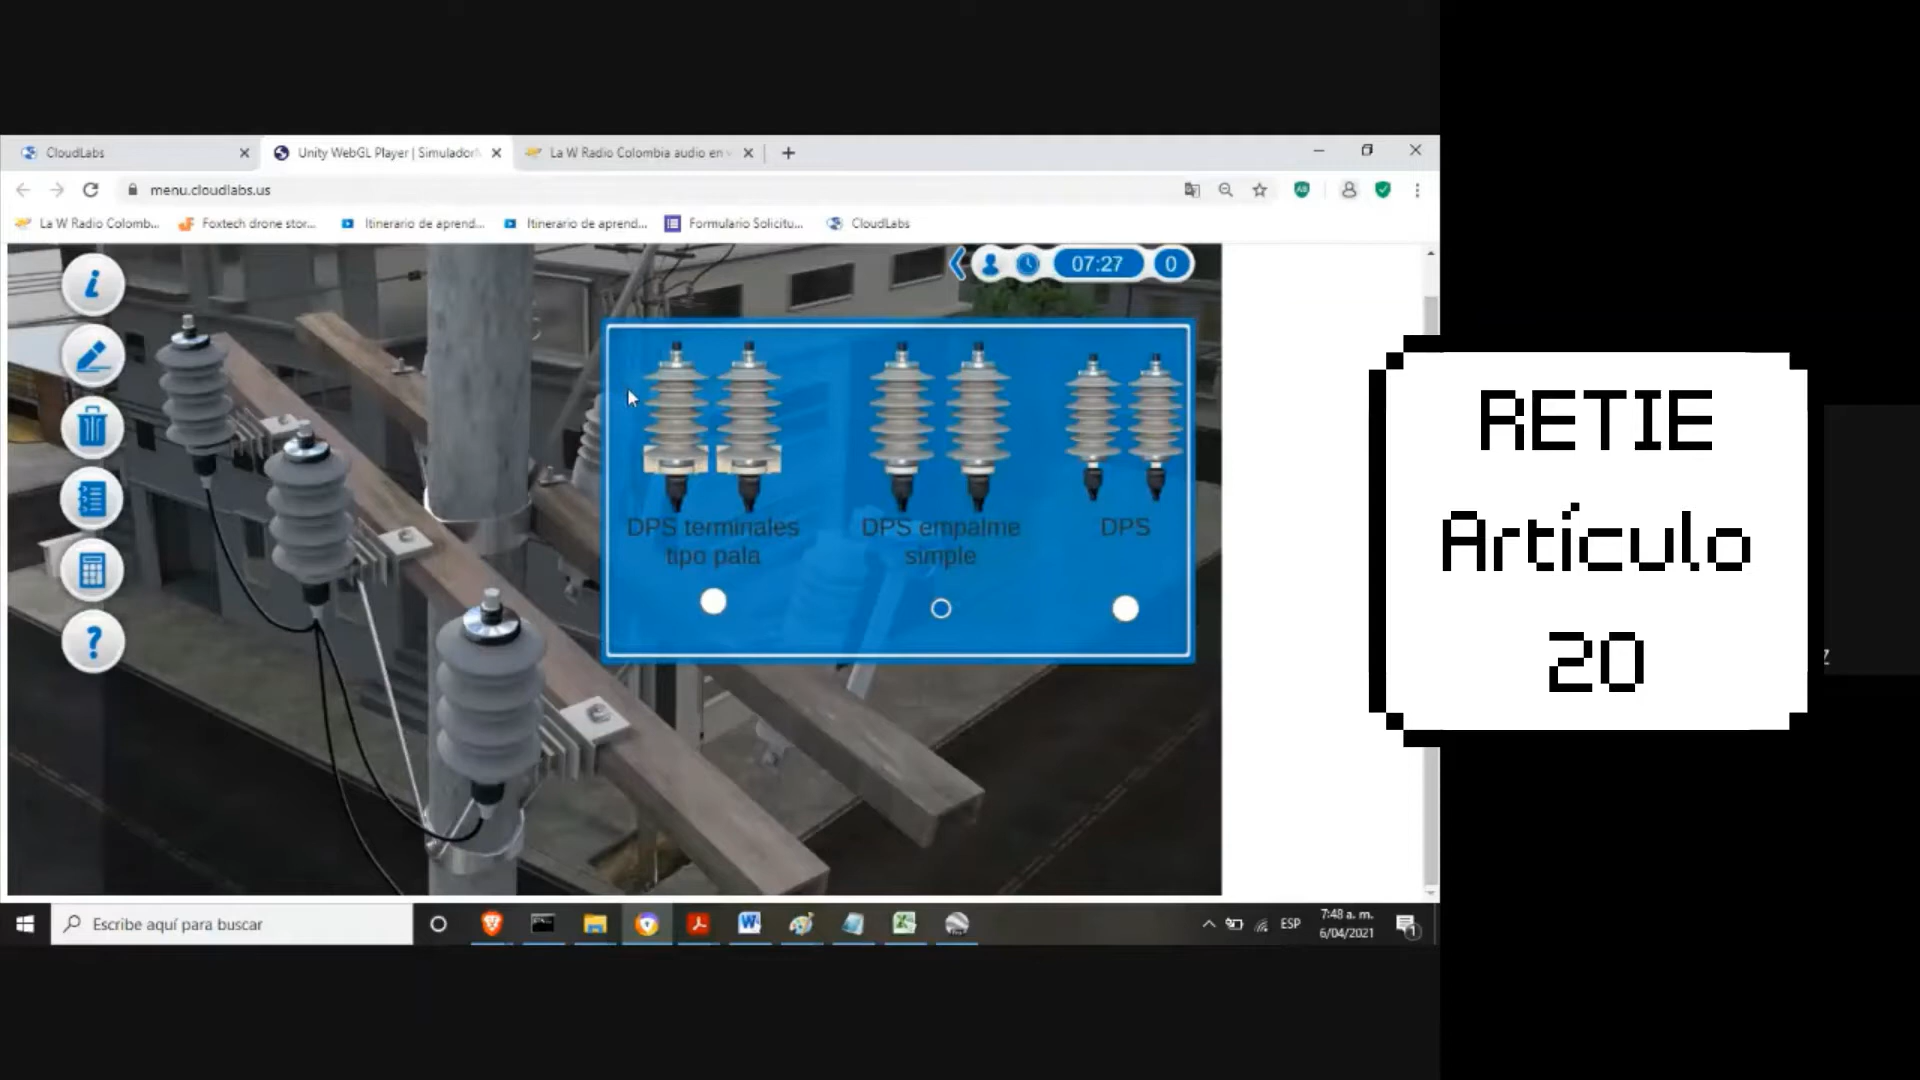 CloudLabs
Unity WebGL Player | Simulador
La W Radio Colombia audio en v
menu.cloudlabs.us
La W Radio Colomb...
Foxtech drone stor...
Itinerario de aprend...
Itinerario de aprend...
Formulario Solicitu...
CloudLabs
07:27
0
DPS terminales
tipo pala
DPS empalme
simple
DPS
RETIE
Artículo
20
Z
Escribe aquí para buscar
ESP
7:48 a. m.
6/04/2021
1